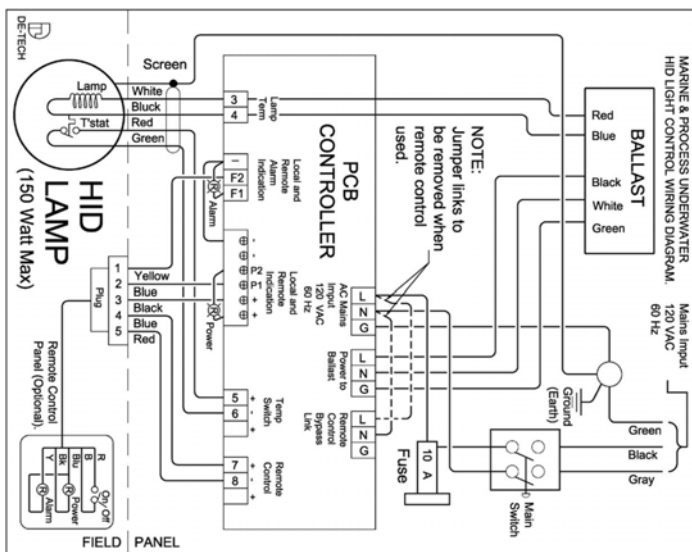 DE-TECH
HID LAMP
(150 Watt Max)
Lamp
T'stat
Screen
White
Bluck
Red
Green
3
4
Lamp
Term
–
F2
F1
Local and
Remote
Alarm
Indication
Alarm
-
-
P2
P1
+
+
Local and
Remote
Indication
Power
Plug
1
2
3
4
5
Yellow
Blue
Black
Blue
Red
5 +
6 -
+
Temp
Switch
7 +
8 -
+
Remote
Control
Remote Control
Panel (Optional).
R
B
Blu
Bk
Y
On/Off
Power
Alarm
R
R
R
R
FIELD
PANEL
PCB
CONTROLLER
AC Mains
Imput
120 VAC
60 Hz
L
N
G
Power to
Ballast
L
N
G
Remote
Control
Bypass
Link
L
N
G
NOTE:
Jumper links to
be removed when
remote control
used.
10 A
Fuse
Main
Switch
BALLAST
Red
Blue
Black
White
Green
Ground
(Earth)
Green
Black
Gray
Mains Imput
120 VAC
60 Hz
MARINE & PROCESS UNDERWATER
HID LIGHT CONTROL WIRING DIAGRAM.